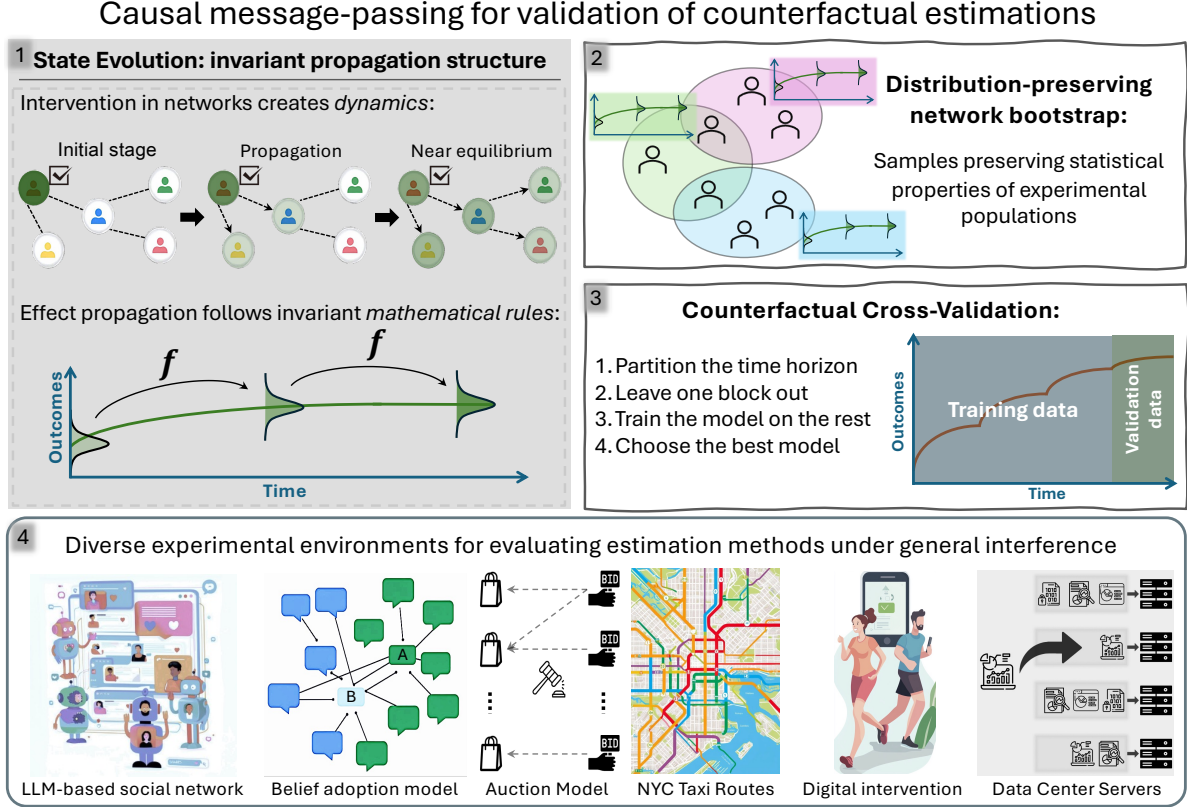 Causal message-passing for validation of counterfactual estimations
1
State Evolution: invariant propagation structure
Intervention in networks creates dynamics:
Initial stage
Propagation
Near equilibrium
Effect propagation follows invariant mathematical rules:
f
f
Outcomes
Time
2
Distribution-preserving
network bootstrap:
Samples preserving statistical
properties of experimental
populations
3
Counterfactual Cross-Validation:
1. Partition the time horizon
2. Leave one block out
3. Train the model on the rest
4. Choose the best model
Outcomes
Training data
Validation
data
Time
4
Diverse experimental environments for evaluating estimation methods under general interference
A
B
BID
BID
BID
LLM-based social network
Belief adoption model
Auction Model
NYC Taxi Routes
Digital intervention
Data Center Servers